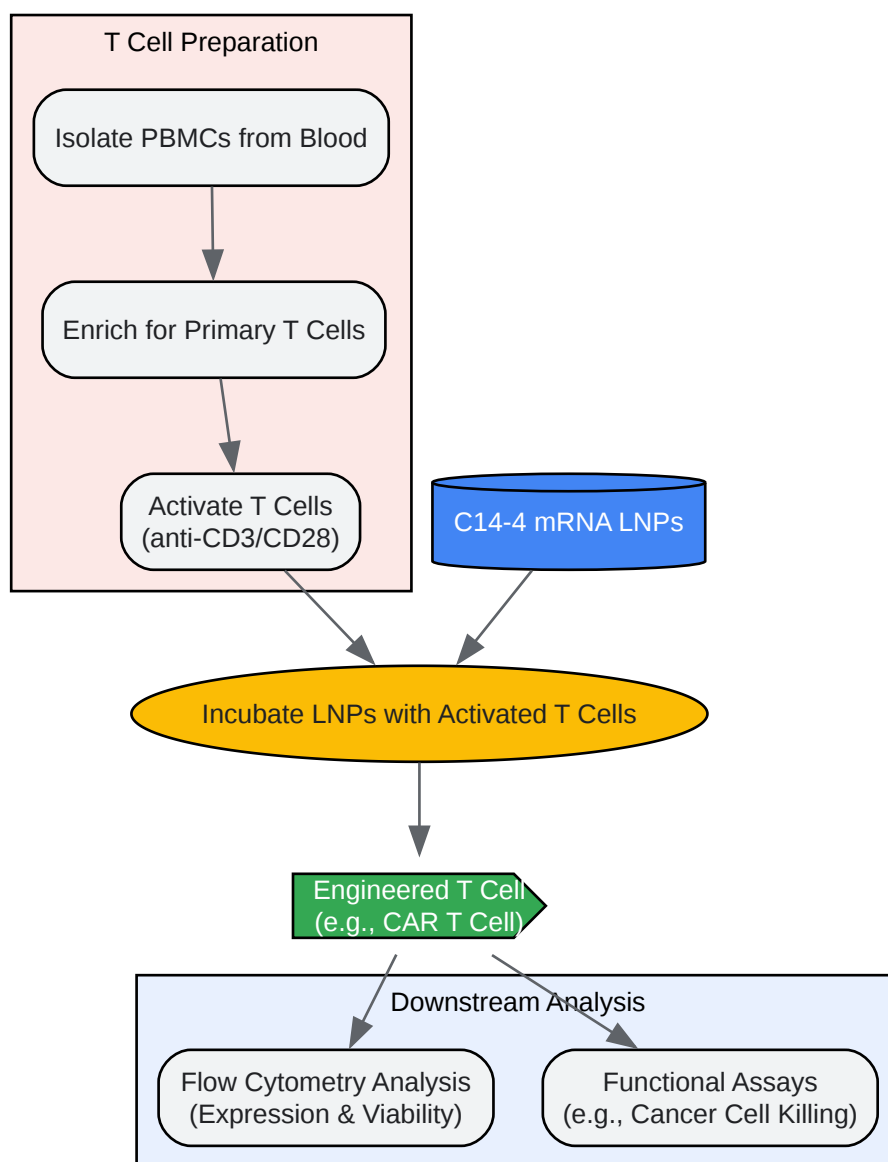 T Cell Preparation
Isolate PBMCs from Blood
Enrich for Primary T Cells
Activate T Cells
(anti-CD3/CD28)
C14-4 mRNA LNPs
Incubate LNPs with Activated T Cells
Engineered T Cell
(e.g., CAR T Cell)
Downstream Analysis
Flow Cytometry Analysis
(Expression & Viability)
Functional Assays
(e.g., Cancer Cell Killing)